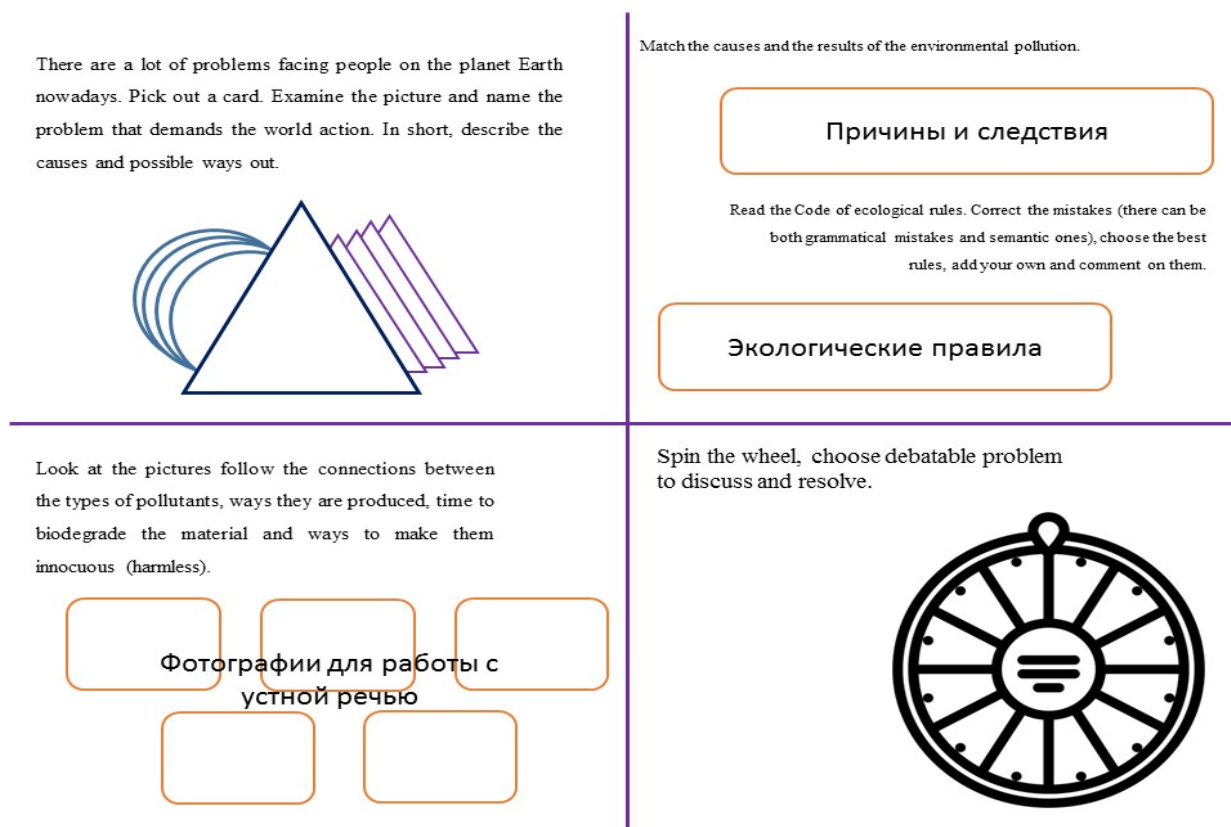 There are a lot of problems facing people on the planet Earth
nowadays. Pick out a card. Examine the picture and name the
problem that demands the world action. In short, describe the
causes and possible ways out.
Match the causes and the results of the environmental pollution.
Причины и следствия
Read the Code of ecological rules. Correct the mistakes (there can be
both grammatical mistakes and semantic ones), choose the best
rules, add your own and comment on them.
Экологические правила
Look at the pictures follow the connections between
the types of pollutants, ways they are produced, time to
biodegrade the material and ways to make them
innocuous (harmless).
Фотографии для работы с
устной речью
Spin the wheel, choose debatable problem
to discuss and resolve.